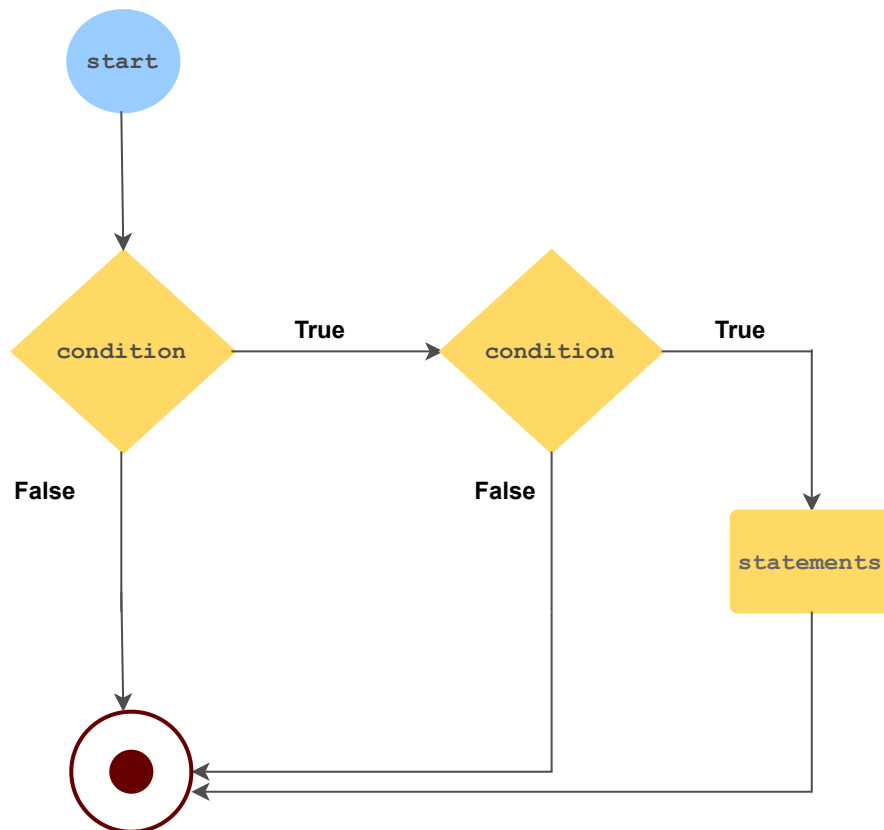 start
True
True
condition
condition
False
False
statements